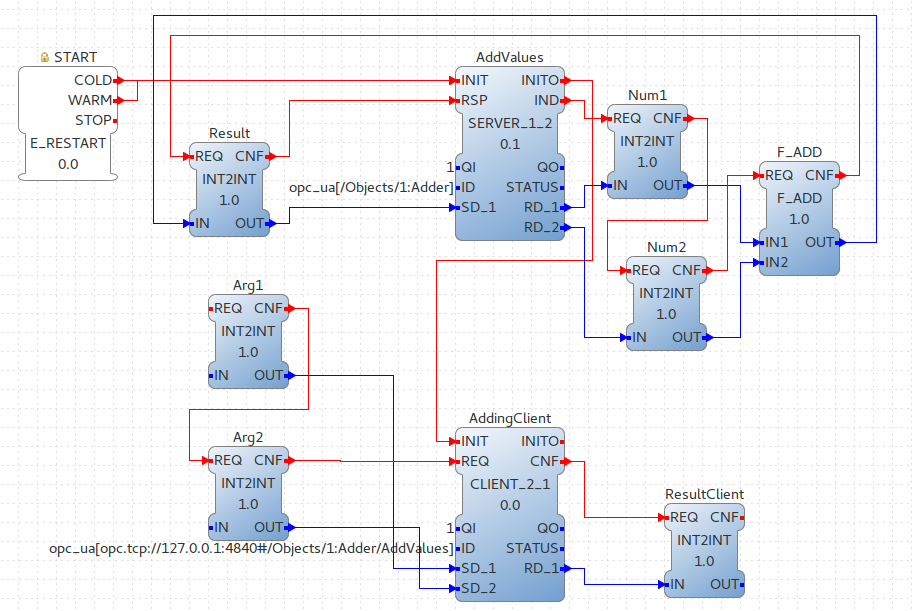 START
COLD
WARM
STOP
E_RESTART
0.0
Result
REQ CNF
INT2INT
1.0
IN OUT
AddValues
INIT INITO
RSP IND
SERVER_1_2
0.1
1 QI QO
opc_ua[/Objects/1:Adder] ID STATUS
SD_1 RD_1
RD_2
Num1
REQ CNF
INT2INT
1.0
IN OUT
F_ADD
REQ CNF
F_ADD
1.0
IN1 OUT
IN2
Num2
REQ CNF
INT2INT
1.0
IN OUT
Arg1
REQ CNF
INT2INT
1.0
IN OUT
Arg2
REQ CNF
INT2INT
1.0
IN OUT
AddingClient
INIT INITO
REQ CNF
CLIENT_2_1
0.0
1 QI QO
opc_ua[opc.tcp://127.0.0.1:4840#/Objects/1:Adder/AddValues] ID STATUS
SD_1 RD_1
SD_2
ResultClient
REQ CNF
INT2INT
1.0
IN OUT